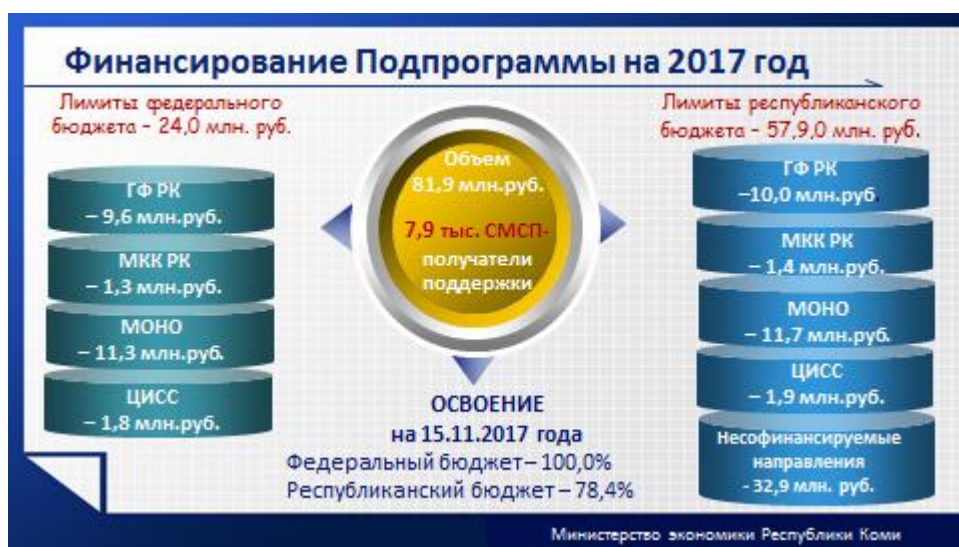 Финансирование Подпрограммы на 2017 год
Лимиты федерального
бюджета - 24,0 млн. руб.
ГФ РК
– 9,6 млн.руб.
МКК РК
– 1,3 млн.руб.
МОНО
– 11,3 млн.руб.
ЦИСС
– 1,8 млн.руб.
Объем
81,9 млн.руб.
7,9 тыс. СМСП-
получатели
поддержки
ОСВОЕНИЕ
на 15.11.2017 года
Федеральный бюджет– 100,0%
Республиканский бюджет – 78,4%
Лимиты республиканского
бюджета - 57,9,0 млн. руб.
ГФ РК
–10,0 млн.руб.
МКК РК
– 1,4 млн.руб.
МОНО
– 11,7 млн.руб.
ЦИСС
– 1,9 млн.руб.
Несофинансируемые
направления
- 32,9 млн. руб.
Министерство экономики Республики Коми